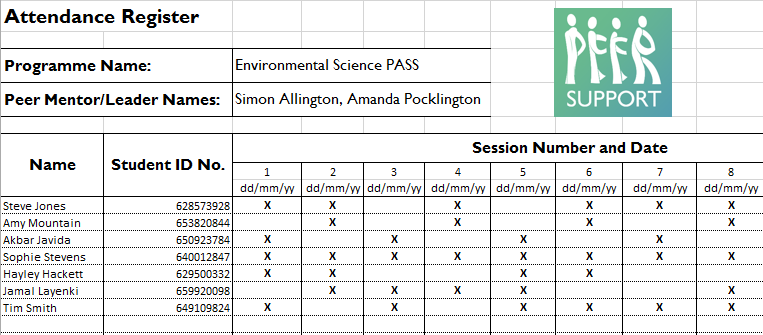 Attendance Register
Programme Name: Environmental Science PASS
Peer Mentor/Leader Names: Simon Allington, Amanda Pocklington
PEER
SUPPORT
Name Student ID No. Session Number and Date
1 2 3 4 5 6 7 8
dd/mm/yy dd/mm/yy dd/mm/yy dd/mm/yy dd/mm/yy dd/mm/yy dd/mm/yy dd/mm/yy
Steve Jones 628573928 X X X X X X
Amy Mountain 653820844 X X X X
Akbar Javida 650923784 X X X X
Sophie Stevens 640012847 X X X X X X X X
Hayley Hackett 629500332 X X X X
Jamal Layenki 659920098 X X X X X
Tim Smith 649109824 X X X X X X